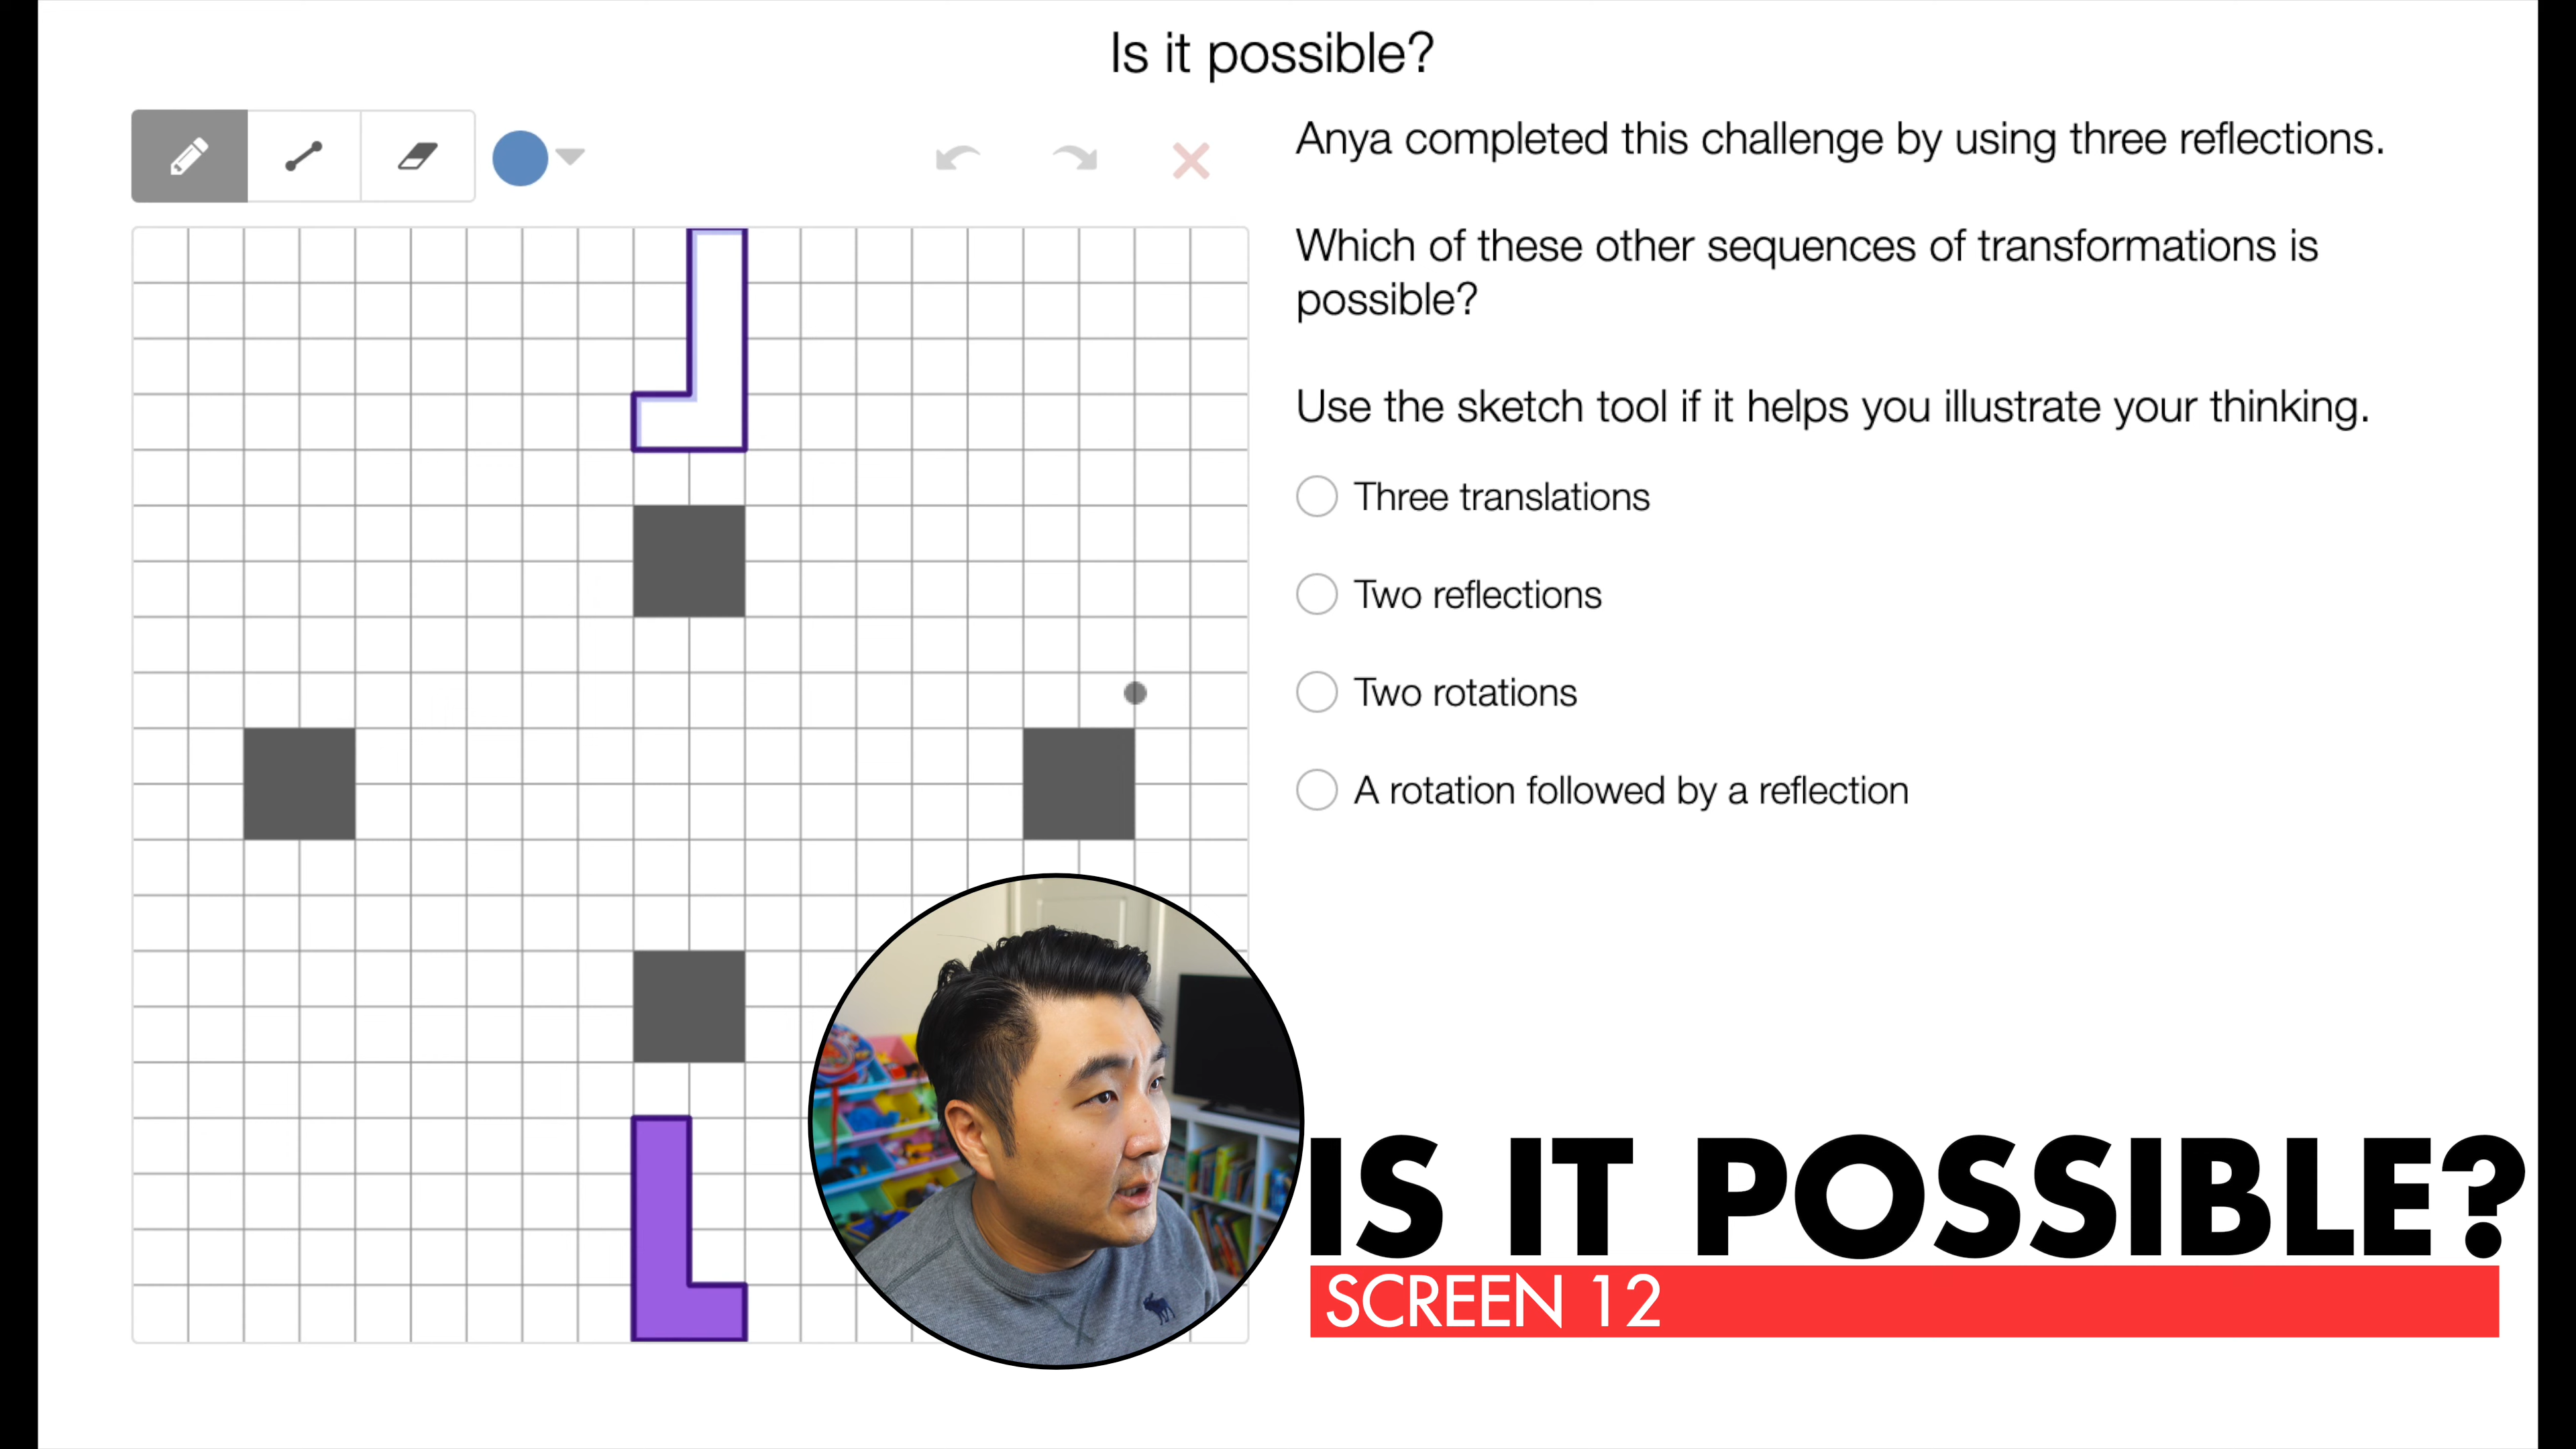 Is it possible?
Anya completed this challenge by using three reflections.
Which of these other sequences of transformations is
possible?
Use the sketch tool if it helps you illustrate your thinking.
Three translations
Two reflections
Two rotations
A rotation followed by a reflection
IS IT POSSIBLE?
SCREEN 12